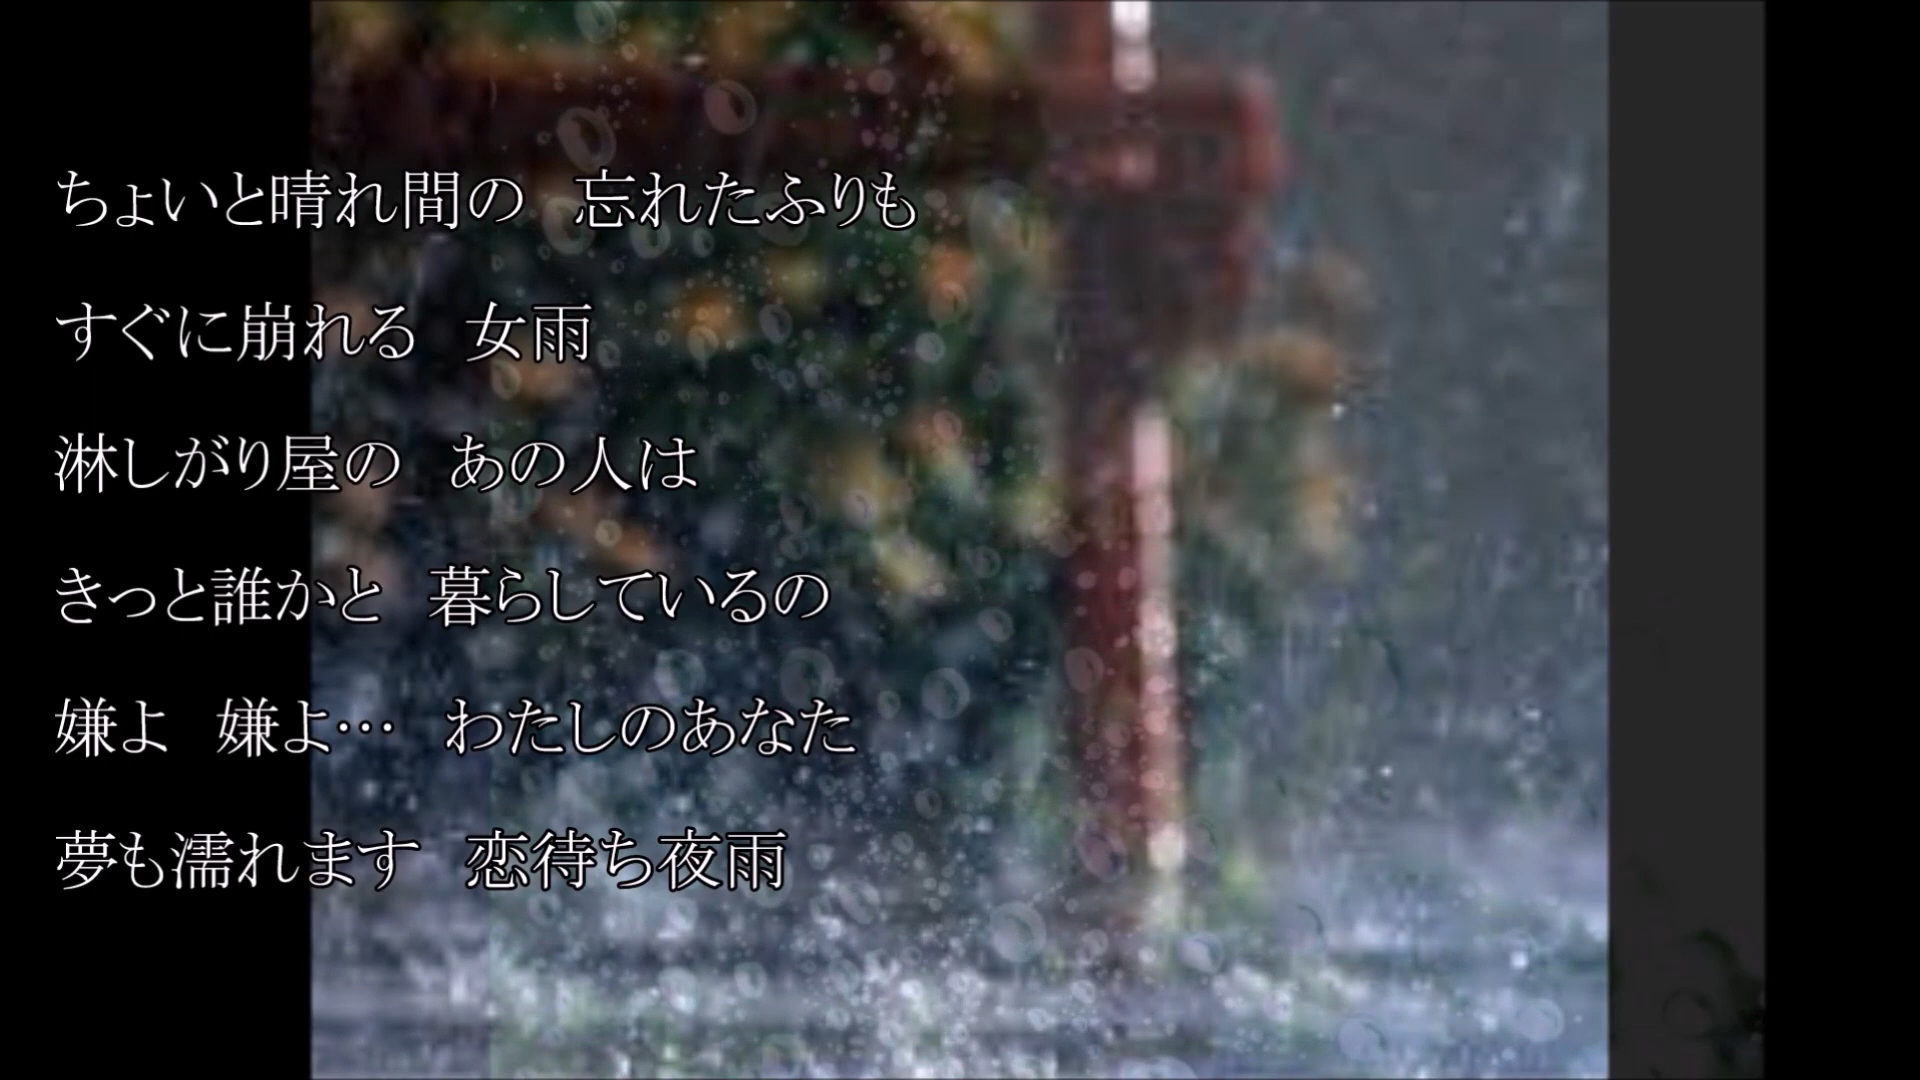 ちょいと晴れ間の　忘れたふりも
すぐに崩れる　女雨
淋しがり屋の　あの人は
きっと誰かと　暮らしているの
嫌よ　嫌よ…　わたしのあなた
夢も濡れます　恋待ち夜雨